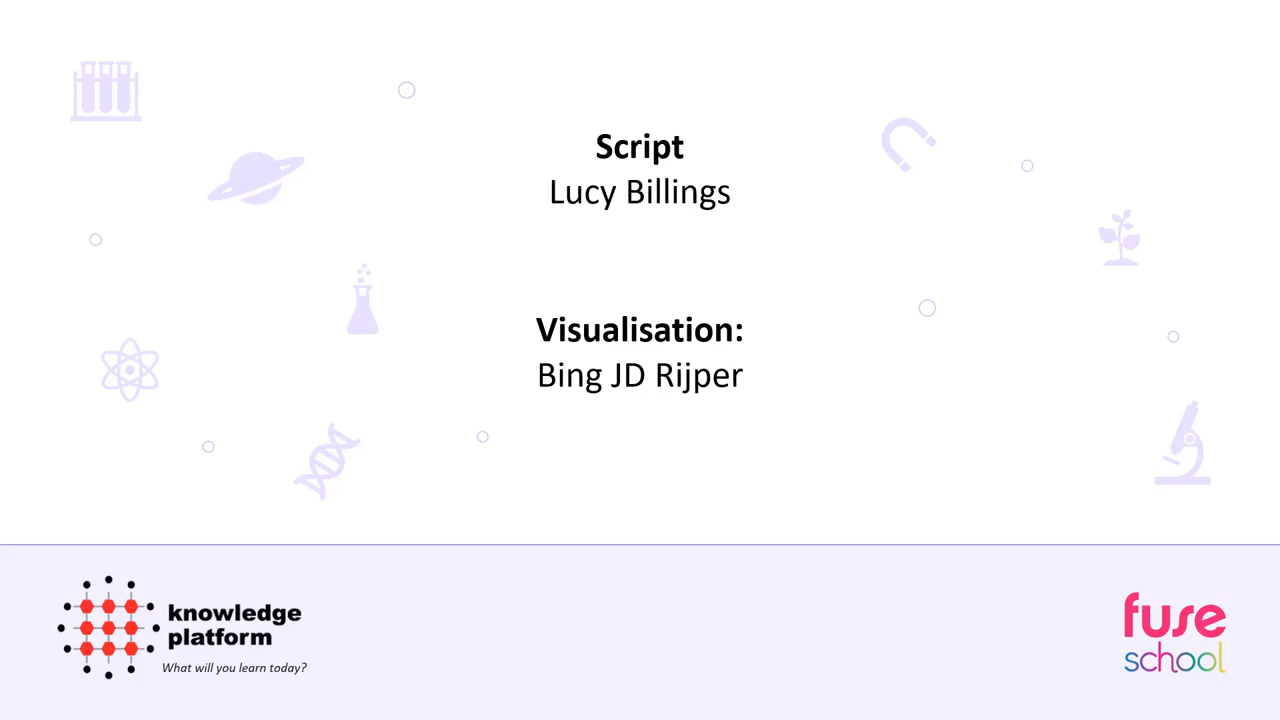 Script
Lucy Billings
Visualisation:
Bing JD Rijper
knowledge
platform
What will you learn today?
fuse
school